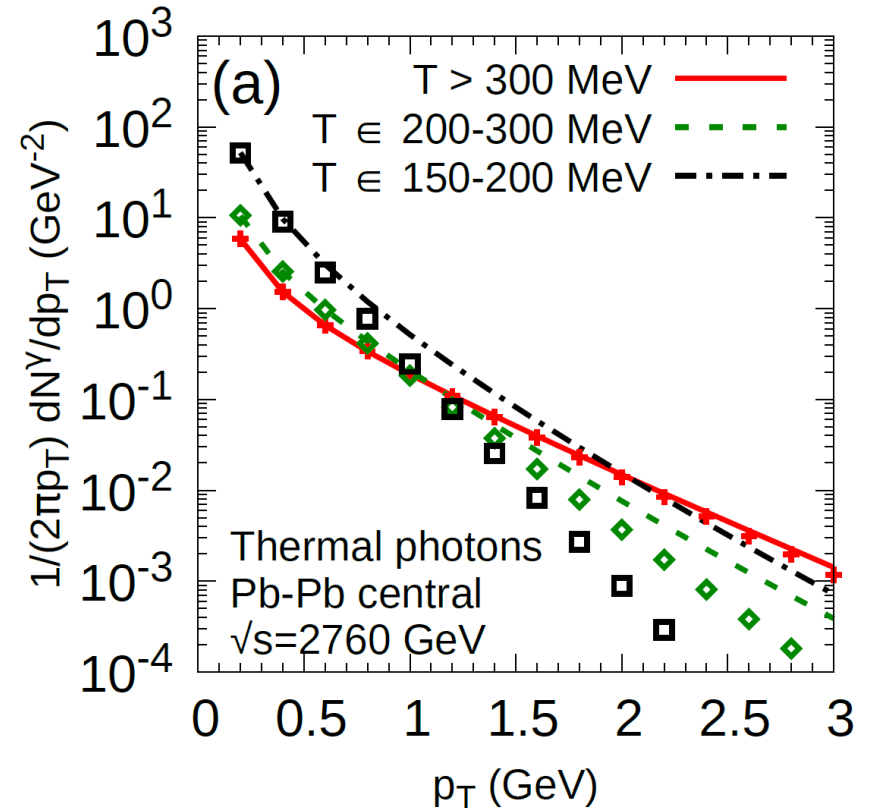 10³
10²
10¹
10⁰
10⁻¹
10⁻²
10⁻³
10⁻⁴
1/(2πp_T) dN^γ/dp_T (GeV⁻²)
(a)
T > 300 MeV
T ∈ 200-300 MeV
T ∈ 150-200 MeV
Thermal photons
Pb-Pb central
√s=2760 GeV
0 0.5 1 1.5 2 2.5 3
p_T (GeV)